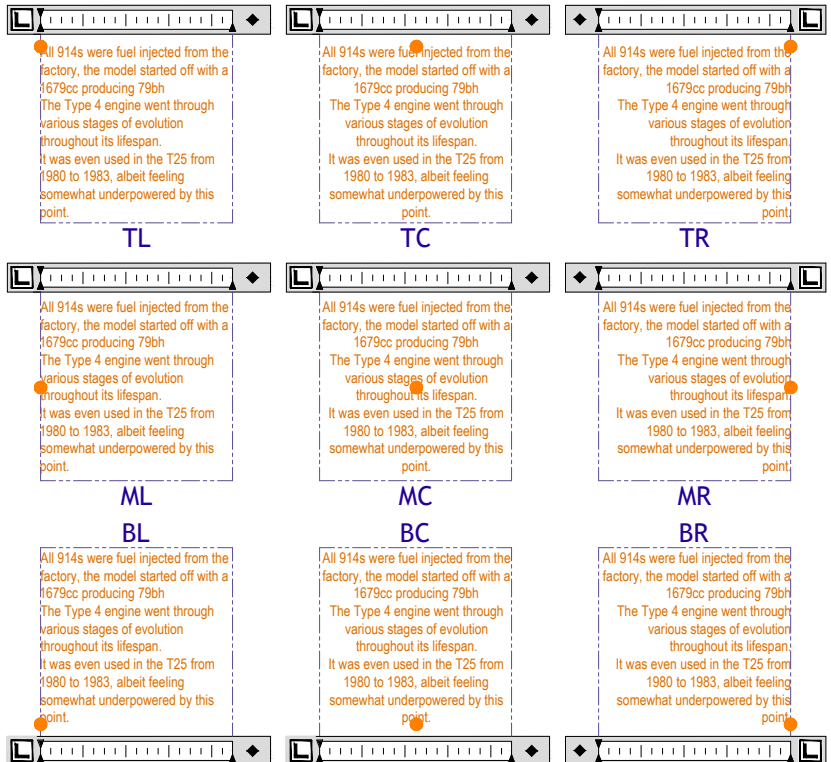 All 914s were fuel injected from the
factory, the model started off with a
1679cc producing 79bh
The Type 4 engine went through
various stages of evolution
throughout its lifespan.
It was even used in the T25 from
1980 to 1983, albeit feeling
somewhat underpowered by this
point.
TL
All 914s were fuel injected from the
factory, the model started off with a
1679cc producing 79bh
The Type 4 engine went through
various stages of evolution
throughout its lifespan.
It was even used in the T25 from
1980 to 1983, albeit feeling
somewhat underpowered by this
point.
TC
All 914s were fuel injected from the
factory, the model started off with a
1679cc producing 79bh
The Type 4 engine went through
various stages of evolution
throughout its lifespan.
It was even used in the T25 from
1980 to 1983, albeit feeling
somewhat underpowered by this
point.
TR
All 914s were fuel injected from the
factory, the model started off with a
1679cc producing 79bh
The Type 4 engine went through
various stages of evolution
throughout its lifespan.
It was even used in the T25 from
1980 to 1983, albeit feeling
somewhat underpowered by this
point.
ML
All 914s were fuel injected from the
factory, the model started off with a
1679cc producing 79bh
The Type 4 engine went through
various stages of evolution
throughout its lifespan.
It was even used in the T25 from
1980 to 1983, albeit feeling
somewhat underpowered by this
point.
MC
All 914s were fuel injected from the
factory, the model started off with a
1679cc producing 79bh
The Type 4 engine went through
various stages of evolution
throughout its lifespan.
It was even used in the T25 from
1980 to 1983, albeit feeling
somewhat underpowered by this
point.
MR
BL
All 914s were fuel injected from the
factory, the model started off with a
1679cc producing 79bh
The Type 4 engine went through
various stages of evolution
throughout its lifespan.
It was even used in the T25 from
1980 to 1983, albeit feeling
somewhat underpowered by this
point.
BC
All 914s were fuel injected from the
factory, the model started off with a
1679cc producing 79bh
The Type 4 engine went through
various stages of evolution
throughout its lifespan.
It was even used in the T25 from
1980 to 1983, albeit feeling
somewhat underpowered by this
point.
BR
All 914s were fuel injected from the
factory, the model started off with a
1679cc producing 79bh
The Type 4 engine went through
various stages of evolution
throughout its lifespan.
It was even used in the T25 from
1980 to 1983, albeit feeling
somewhat underpowered by this
point.